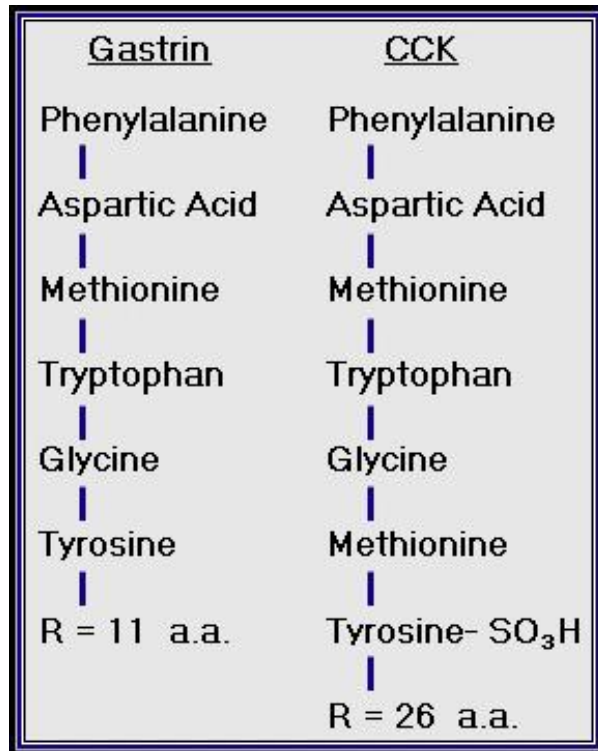 Gastrin CCK
Phenylalanine Phenylalanine
Aspartic Acid Aspartic Acid
Methionine Methionine
Tryptophan Tryptophan
Glycine Glycine
Tyrosine Methionine
R = 11 a.a. Tyrosine- SO₃H
R = 26 a.a.